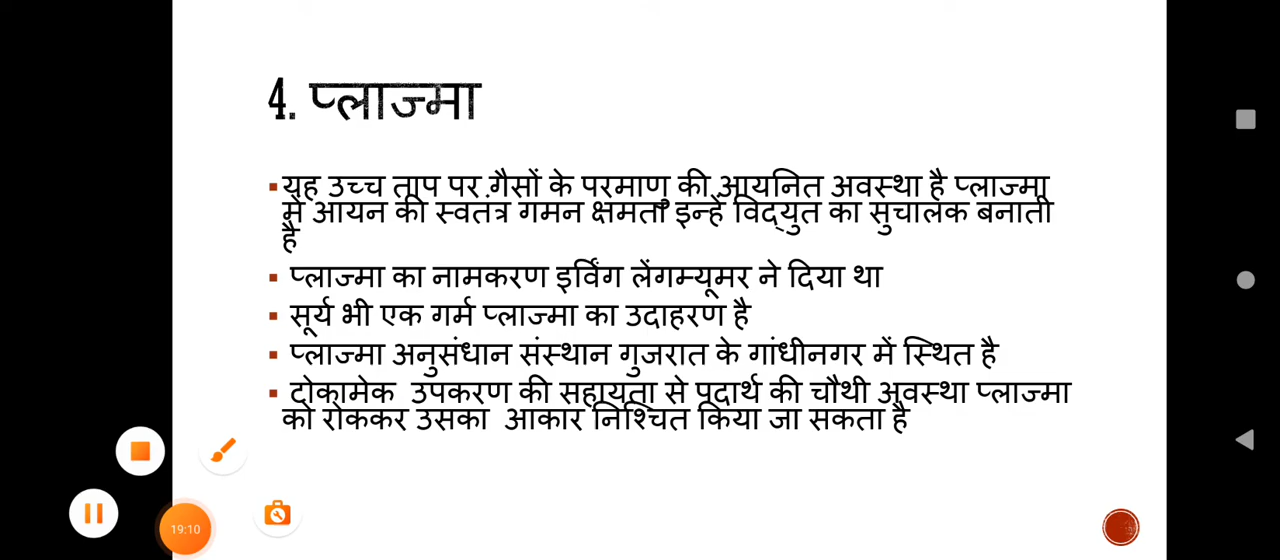 4. प्लाज्मा
यह उच्च ताप पर गैसों के परमाणु की आयनित अवस्था है प्लाज्मा
में आयन की स्वतंत्र गमन क्षमता इन्हें विद्युत का सुचालक बनाती
है
प्लाज्मा का नामकरण इर्विंग लेंगम्यूमर ने दिया था
सूर्य भी एक गर्म प्लाज्मा का उदाहरण है
प्लाज्मा अनुसंधान संस्थान गुजरात के गांधीनगर में स्थित है
टोकामेक उपकरण की सहायता से पदार्थ की चौथी अवस्था प्लाज्मा
को रोककर उसका आकार निश्चित किया जा सकता है
19:10